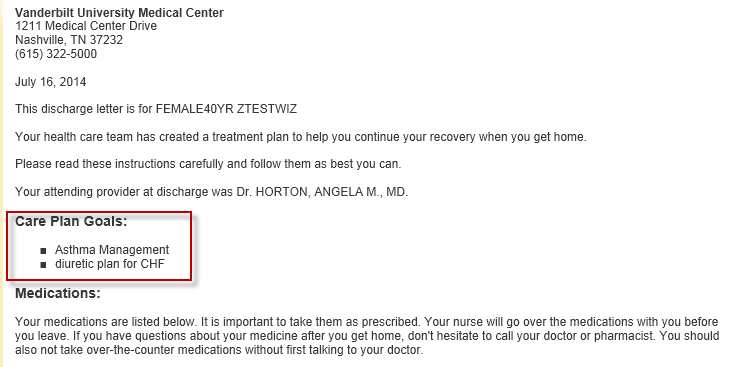 Vanderbilt University Medical Center
1211 Medical Center Drive
Nashville, TN 37232
(615) 322-5000
July 16, 2014
This discharge letter is for FEMALE40YR ZTESTWIZ
Your health care team has created a treatment plan to help you continue your recovery when you get home.
Please read these instructions carefully and follow them as best you can.
Your attending provider at discharge was Dr. HORTON, ANGELA M., MD.
Care Plan Goals:
■ Asthma Management
■ diuretic plan for CHF
Medications:
Your medications are listed below. It is important to take them as prescribed. Your nurse will go over the medications with you before
you leave. If you have questions about your medicine after you get home, don't hesitate to call your doctor or pharmacist. You should
also not take over-the-counter medications without first talking to your doctor.